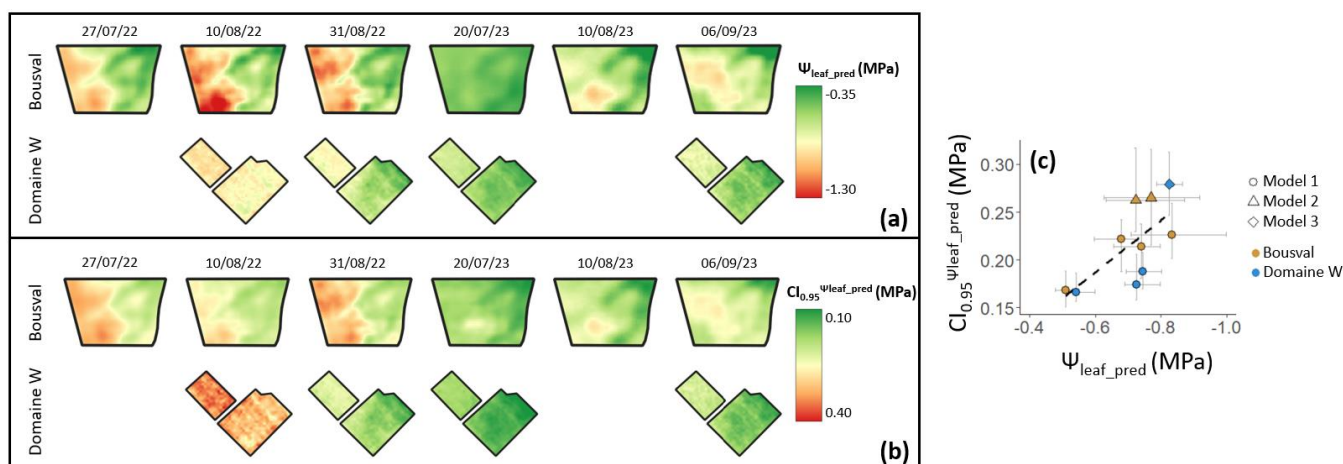 27/07/22 10/08/22 31/08/22 20/07/23 10/08/23 06/09/23
Bousval
Ψleaf_pred (MPa)
-0.35
-1.30
Domaine W
(a)
27/07/22 10/08/22 31/08/22 20/07/23 10/08/23 06/09/23
Bousval
CI0.95 Ψleaf_pred (MPa)
0.10
0.40
Domaine W
(b)
(c)
CI0.95 Ψleaf_pred (MPa)
0.30
0.25
0.20
0.15
-0.4 -0.6 -0.8 -1.0
Ψleaf_pred (MPa)
Model 1
Model 2
Model 3
Bousval
Domaine W